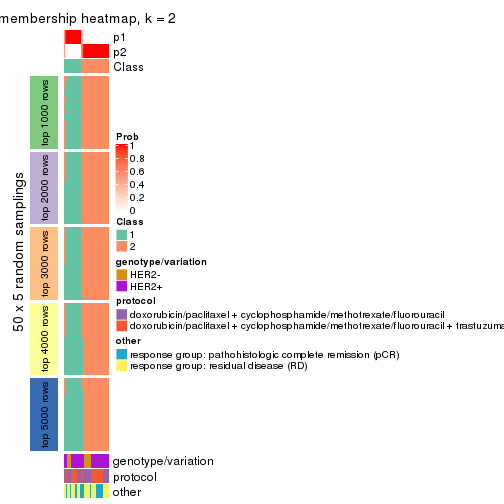 membership heatmap, k = 2
p1
p2
Class
50 x 5 random samplings
top 1000 rows
top 2000 rows
top 3000 rows
top 4000 rows
top 5000 rows
Prob
1
0.8
0.6
0.4
0.2
0
Class
1
2
genotype/variation
HER2-
HER2+
protocol
doxorubicin/paclitaxel + cyclophosphamide/methotrexate/fluorouracil
doxorubicin/paclitaxel + cyclophosphamide/methotrexate/fluorouracil + trastuzuma
other
response group: pathohistologic complete remission (pCR)
response group: residual disease (RD)
genotype/variation
protocol
other